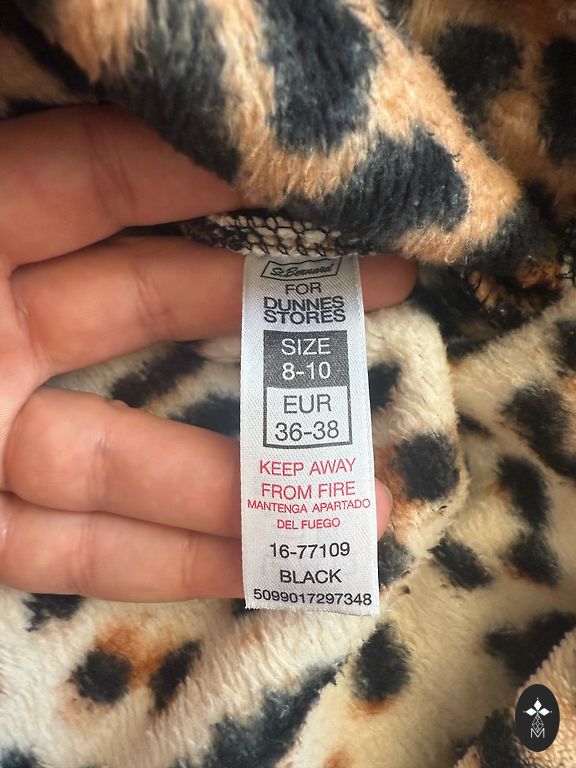 St. Bernard
FOR
DUNNES
STORES
SIZE
8-10
EUR
36-38
KEEP AWAY
FROM FIRE
MANTENGA APARTADO
DEL FUEGO
16-77109
BLACK
5099017297348
M